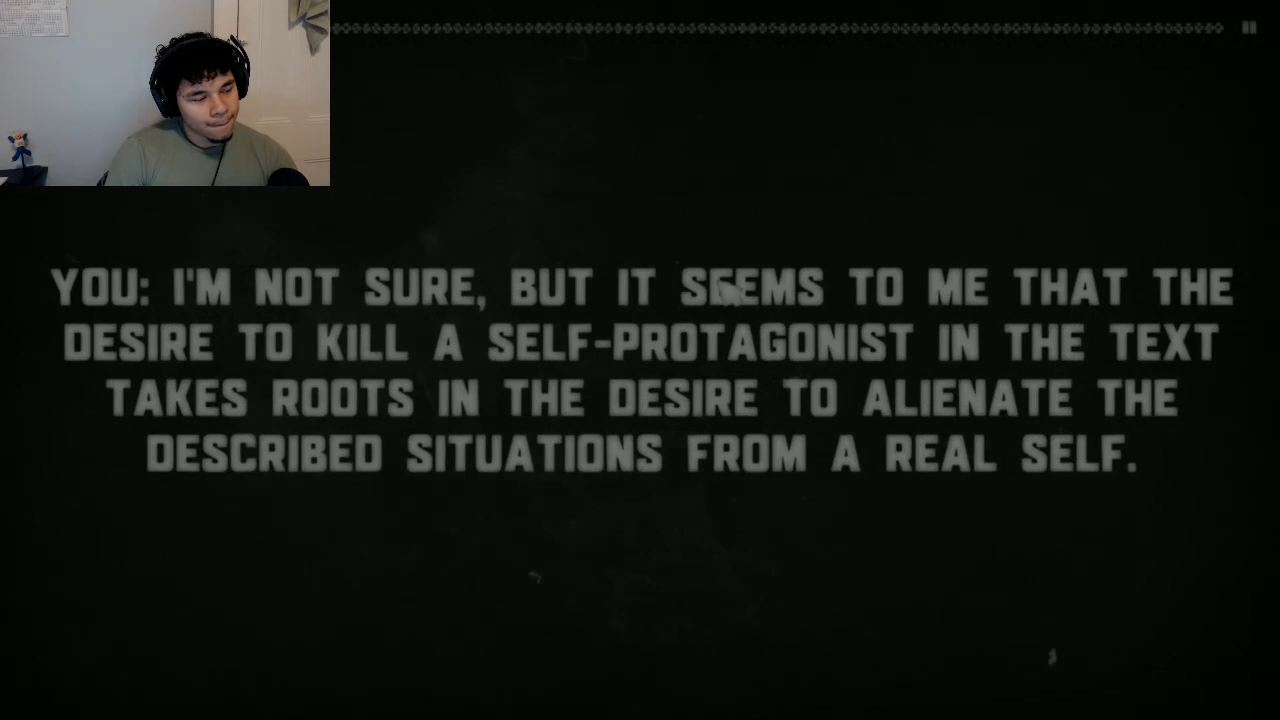 YOU: I'M NOT SURE, BUT IT SEEMS TO ME THAT THE
DESIRE TO KILL A SELF-PROTAGONIST IN THE TEXT
TAKES ROOTS IN THE DESIRE TO ALIENATE THE
DESCRIBED SITUATIONS FROM A REAL SELF.